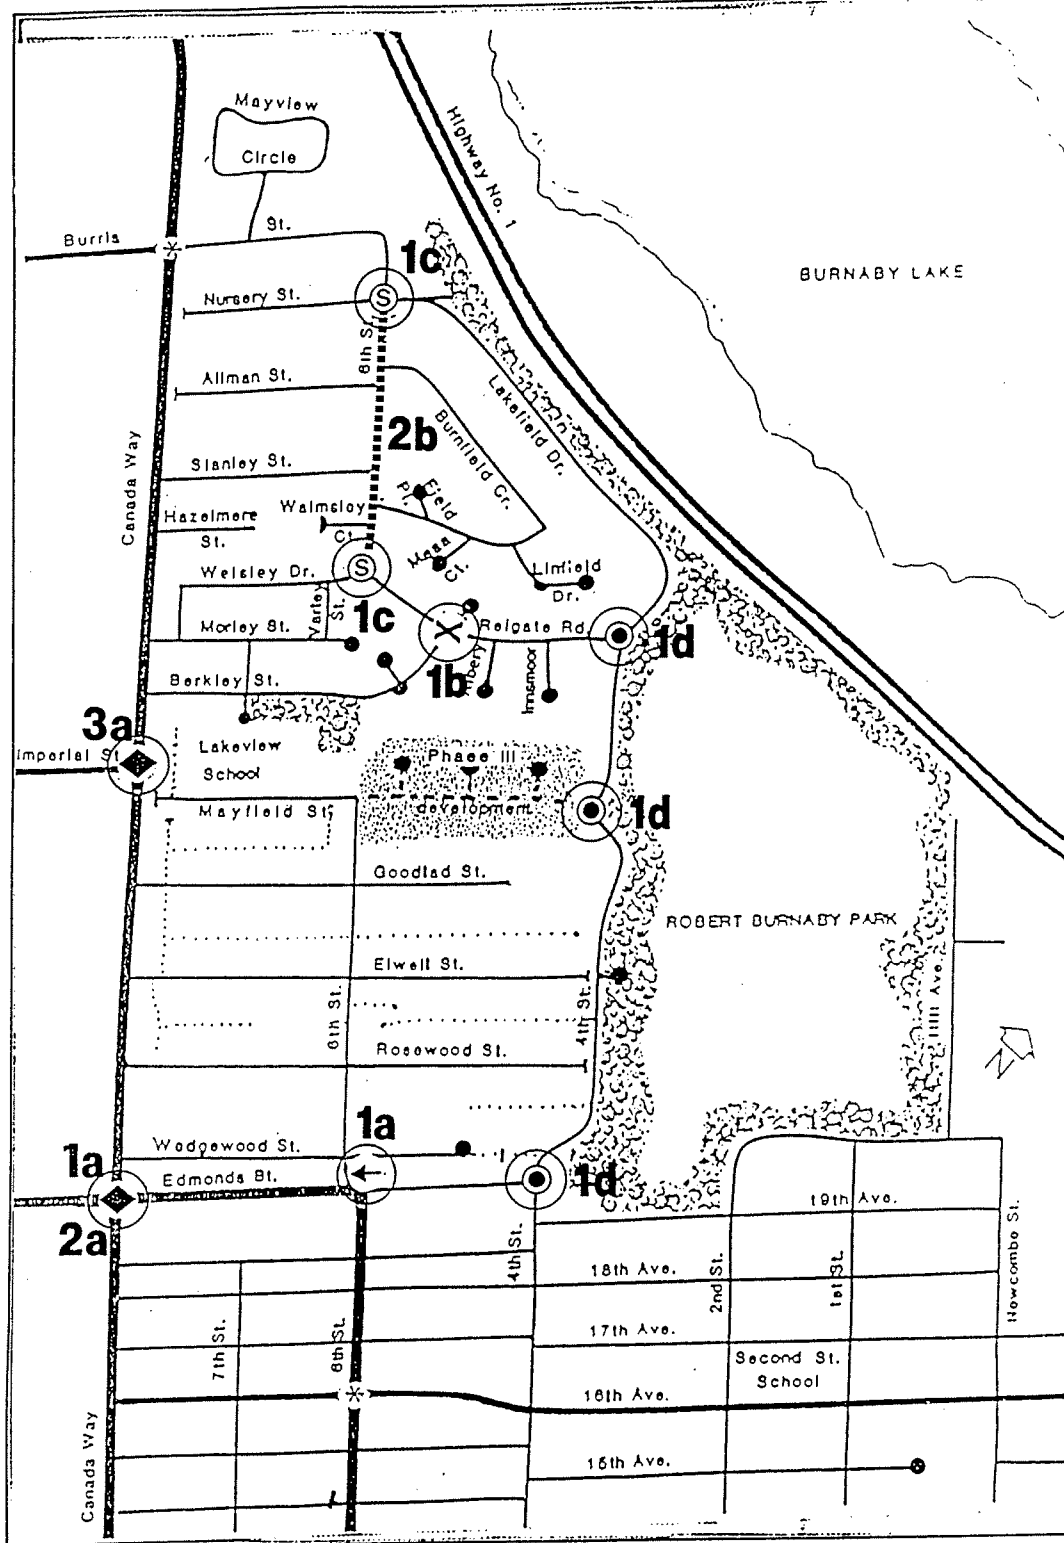 Mayview
Circle
Highway No. 1
St.
Burris
1c
BURNABY LAKE
Nursery St.
S
6th St.
Allman St.
Lakefield Dr.
2b
Burnfield Cr.
Canada Way
Stanley St.
Field
Pl.
Walmsley
Ct.
Hazelmere
St.
Masa
Ct.
S
Welsley Dr.
Linfield
Dr.
Varley
St.
1c
Morley St.
Reigate Rd.
1d
Albery
Innsmoor
1b
Berkley St.
3a
Imperial St.
Lakeview
School
Phase III
development
Mayfield St.
1d
Goodlad St.
ROBERT BURNABY PARK
Elwell St.
6th St.
4th St.
Rosewood St.
N
1a
Wedgewood St.
1a
Edmonds St.
1d
19th Ave.
2a
4th St.
18th Ave.
2nd St.
1st St.
Newcombe St.
17th Ave.
7th St.
6th St.
Second St.
School
16th Ave.
Canada Way
15th Ave.